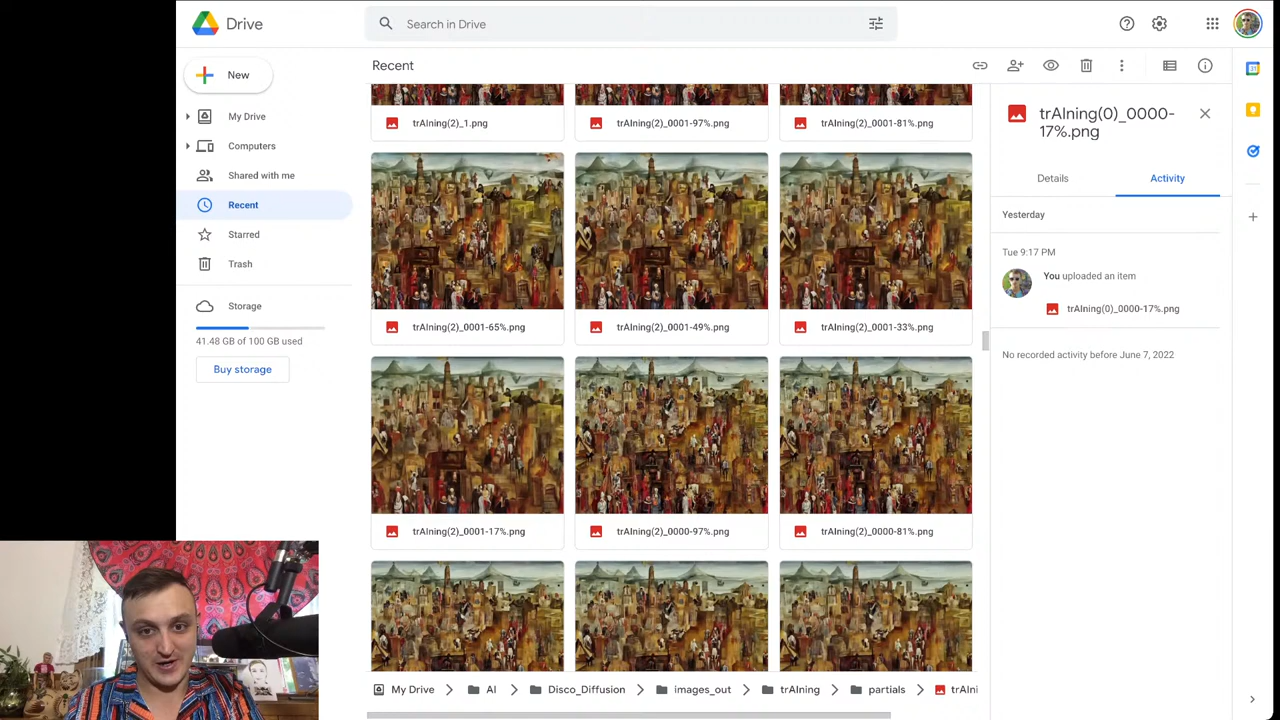 Drive
Search in Drive
New
My Drive
Computers
Shared with me
Recent
Starred
Trash
Storage
41.48 GB of 100 GB used
Buy storage
Recent
trAIning(2)_1.png
trAIning(2)_0001-97%.png
trAIning(2)_0001-81%.png
trAIning(2)_0001-65%.png
trAIning(2)_0001-49%.png
trAIning(2)_0001-33%.png
trAIning(2)_0001-17%.png
trAIning(2)_0000-97%.png
trAIning(2)_0000-81%.png
My Drive
AI
Disco_Diffusion
images_out
trAIning
partials
trAIni
trAIning(0)_0000-
17%.png
Details
Activity
Yesterday
Tue 9:17 PM
You uploaded an item
trAIning(0)_0000-17%.png
No recorded activity before June 7, 2022
31